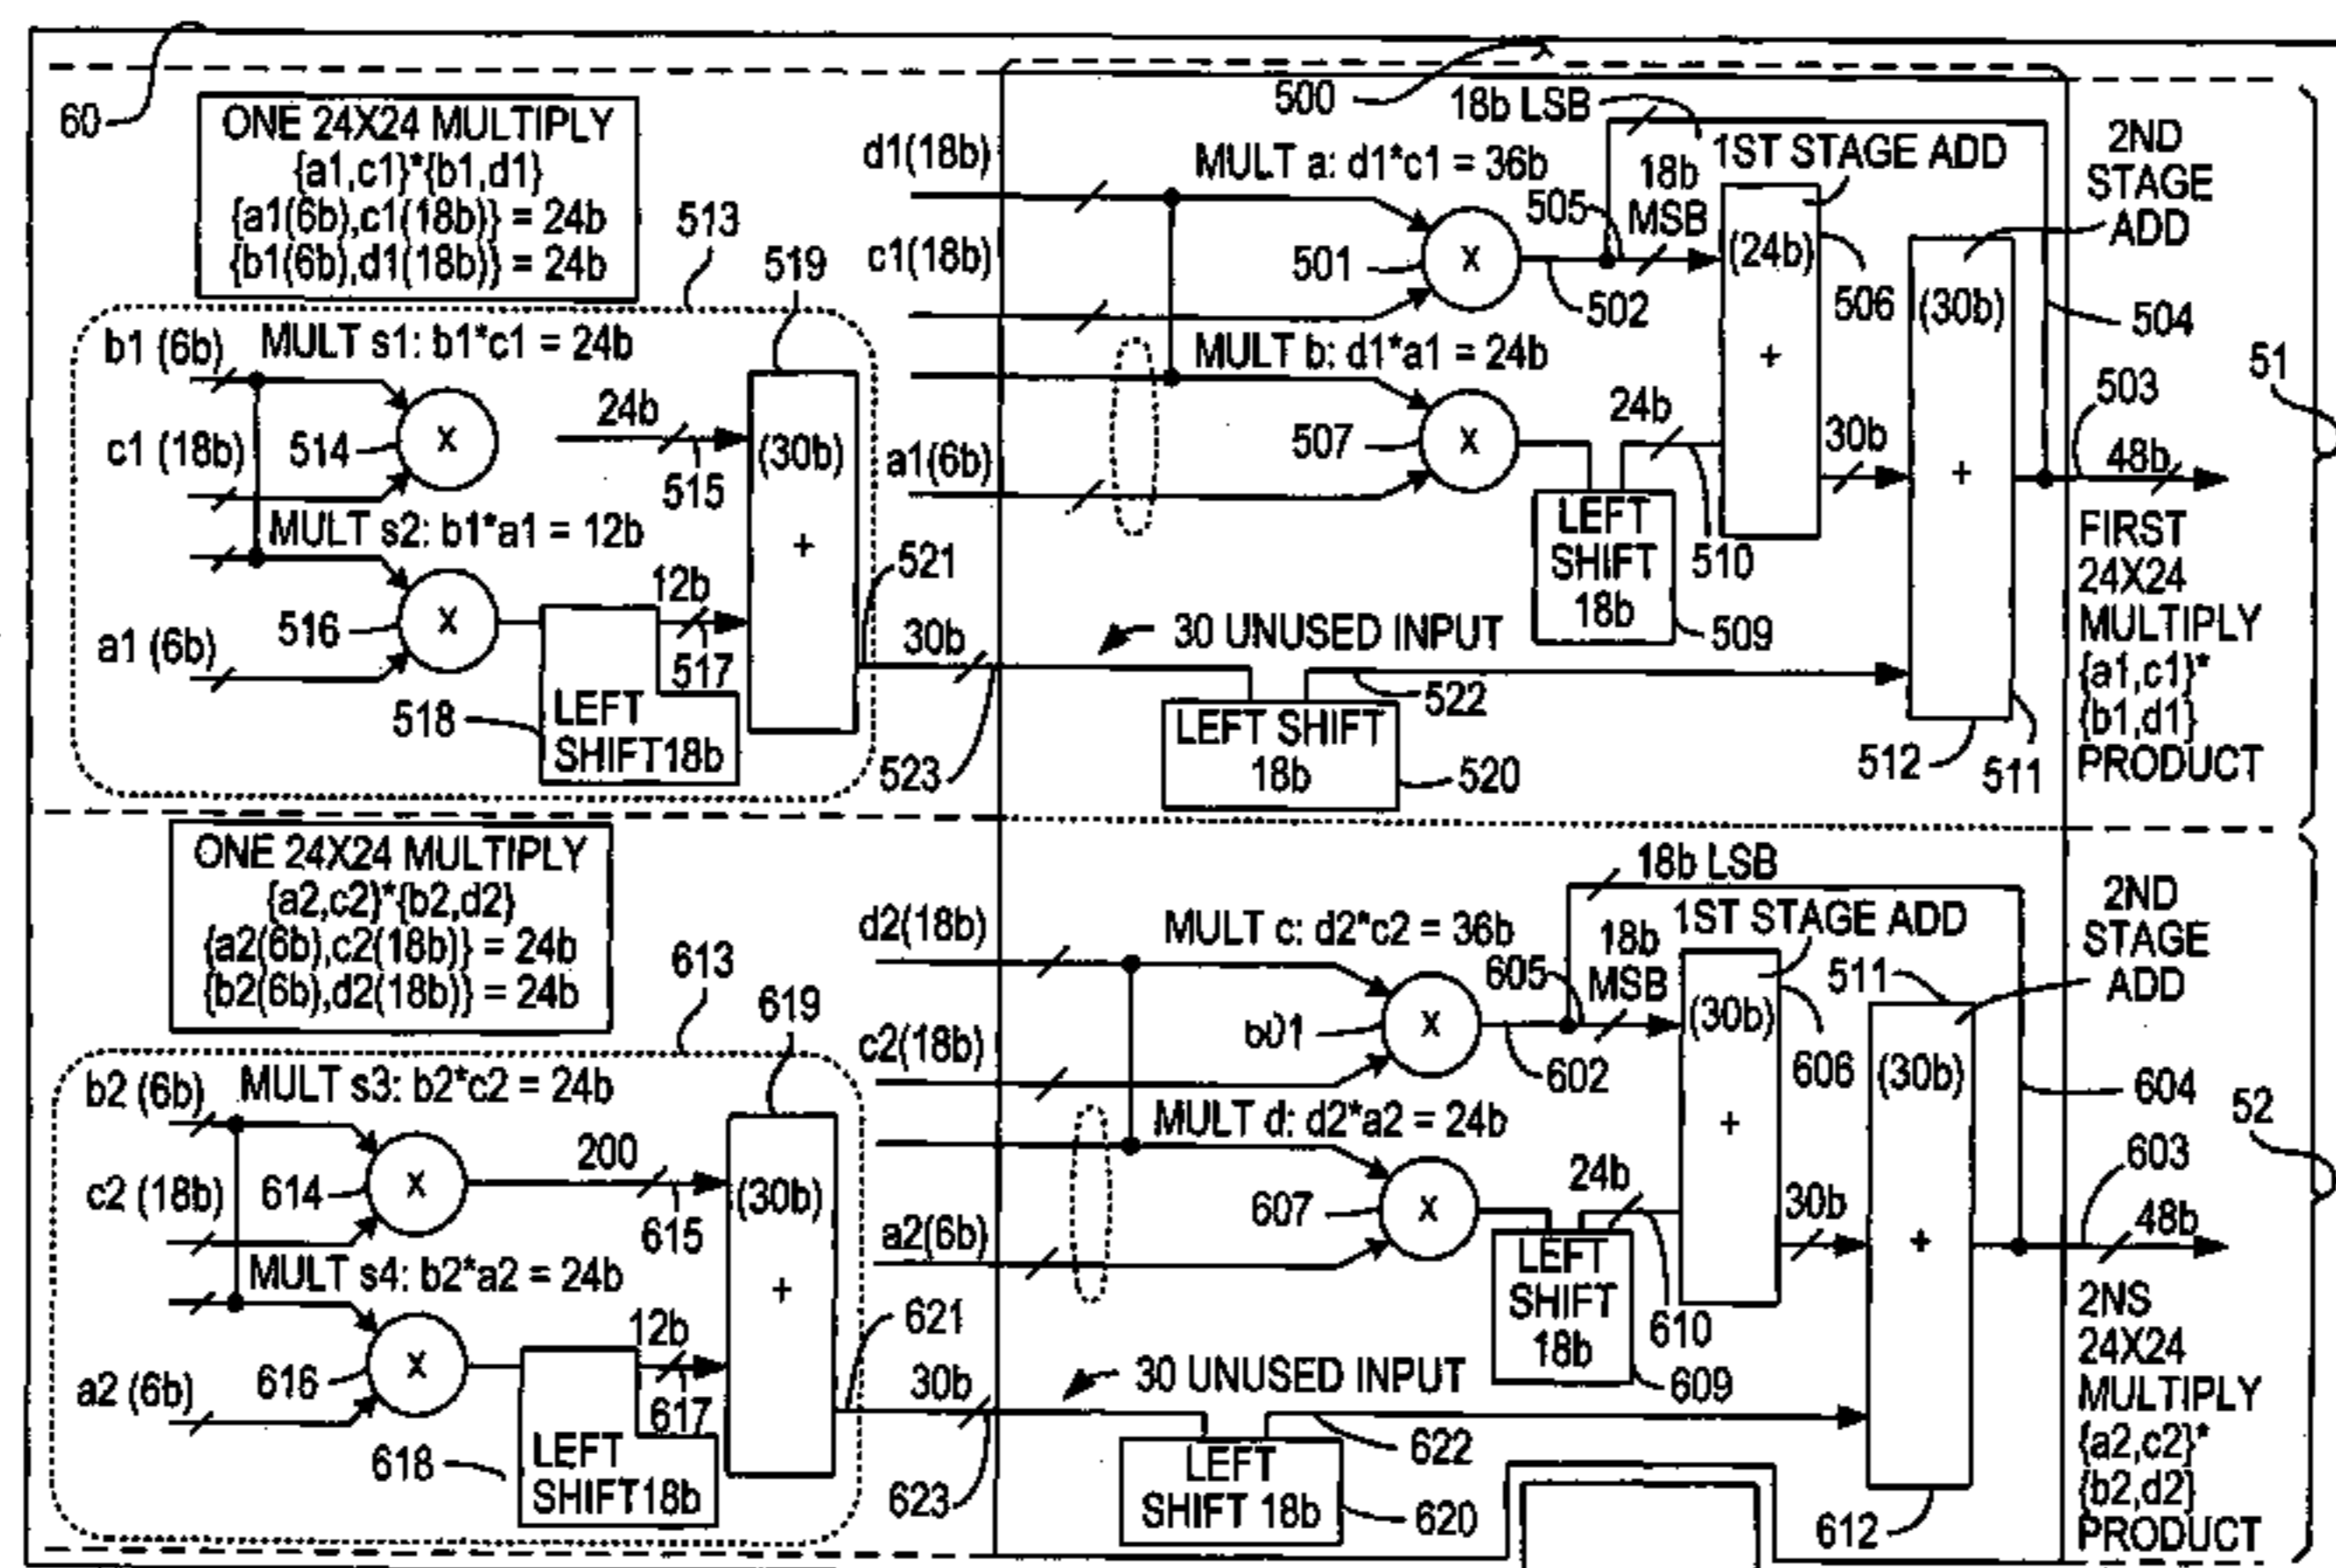 60
500
ONE 24X24 MULTIPLY
{a1,c1}*{b1,d1}
{a1(6b),c1(18b)} = 24b
{b1(6b),d1(18b)} = 24b
513
519
b1 (6b)
MULT s1: b1*c1 = 24b
c1 (18b)
514
24b
515
(30b)
+
X
MULT s2: b1*a1 = 12b
a1 (6b)
516
X
12b
517
518
LEFT
SHIFT18b
521
30b
523
d1(18b)
MULT a: d1*c1 = 36b
c1(18b)
501
X
502
505
18b LSB
18b
MSB
1ST STAGE ADD
(24b)
+
506
MULT b: d1*a1 = 24b
a1(6b)
507
X
24b
510
LEFT
SHIFT
18b
509
30b
30 UNUSED INPUT
522
LEFT SHIFT
18b
520
2ND
STAGE
ADD
(30b)
+
504
503
48b
512
511
FIRST
24X24
MULTIPLY
{a1,c1}*
{b1,d1}
PRODUCT
51
ONE 24X24 MULTIPLY
{a2,c2)*{b2,d2}
{a2(6b),c2(18b)} = 24b
{b2(6b),d2(18b)} = 24b
613
619
b2 (6b)
MULT s3: b2*c2 = 24b
c2 (18b)
614
X
200
615
(30b)
+
MULT s4: b2*a2 = 24b
a2 (6b)
616
X
12b
617
618
LEFT
SHIFT18b
621
30b
623
d2(18b)
MULT c: d2*c2 = 36b
c2(18b)
b01
X
602
605
18b LSB
18b
MSB
1ST STAGE ADD
(30b)
+
606
MULT d: d2*a2 = 24b
a2(6b)
607
X
24b
610
LEFT
SHIFT
18b
609
30b
30 UNUSED INPUT
622
LEFT
SHIFT 18b
620
2ND
STAGE
ADD
511
(30b)
+
604
603
48b
612
2NS
24X24
MULTIPLY
{a2,c2}*
{b2,d2}
PRODUCT
52